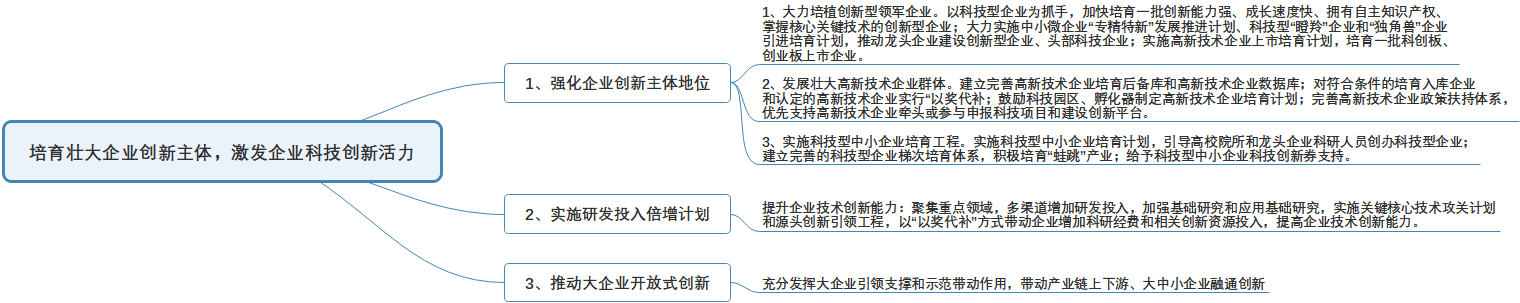 培育壮大企业创新主体，激发企业科技创新活力
1、强化企业创新主体地位
1、大力培植创新型领军企业。以科技型企业为抓手，加快培育一批创新能力强、成长速度快、拥有自主知识产权、
掌握核心关键技术的创新型企业；大力实施中小微企业“专精特新”发展推进计划、科技型“瞪羚”企业和“独角兽”企业
引进培育计划，推动龙头企业建设创新型企业、头部科技企业；实施高新技术企业上市培育计划，培育一批科创板、
创业板上市企业。
2、发展壮大高新技术企业群体。建立完善高新技术企业培育后备库和高新技术企业数据库；对符合条件的培育入库企业
和认定的高新技术企业实行“以奖代补；鼓励科技园区、孵化器制定高新技术企业培育计划；完善高新技术企业政策扶持体系，
优先支持高新技术企业牵头或参与申报科技项目和建设创新平台。
3、实施科技型中小企业培育工程。实施科技型中小企业培育计划，引导高校院所和龙头企业科研人员创办科技型企业；
建立完善的科技型企业梯次培育体系，积极培育“蛙跳”产业；给予科技型中小企业科技创新券支持。
2、实施研发投入倍增计划
提升企业技术创新能力：聚集重点领域，多渠道增加研发投入，加强基础研究和应用基础研究，实施关键核心技术攻关计划
和源头创新引领工程，以“以奖代补”方式带动企业增加科研经费和相关创新资源投入，提高企业技术创新能力。
3、推动大企业开放式创新
充分发挥大企业引领支撑和示范带动作用，带动产业链上下游、大中小企业融通创新